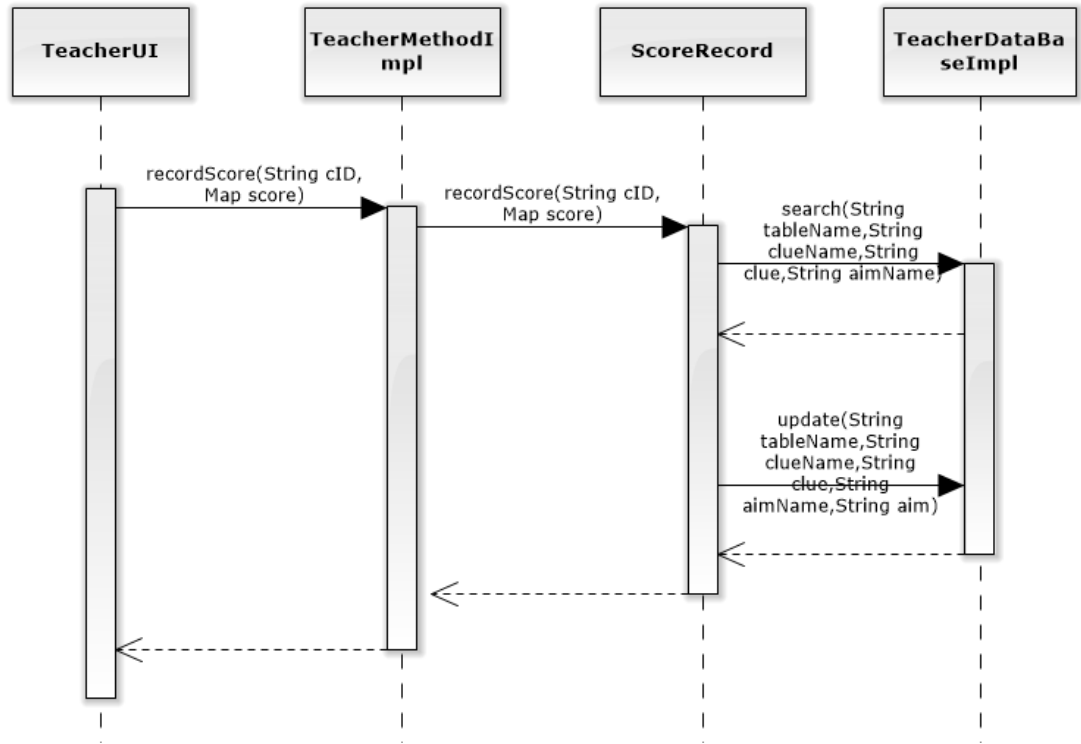 TeacherUI
TeacherMethodI
mpl
ScoreRecord
TeacherDataBa
seImpl
recordScore(String cID,
Map score)
recordScore(String cID,
Map score)
search(String
tableName,String
clueName,String
clue,String aimName)
update(String
tableName,String
clueName,String
clue,String
aimName,String aim)